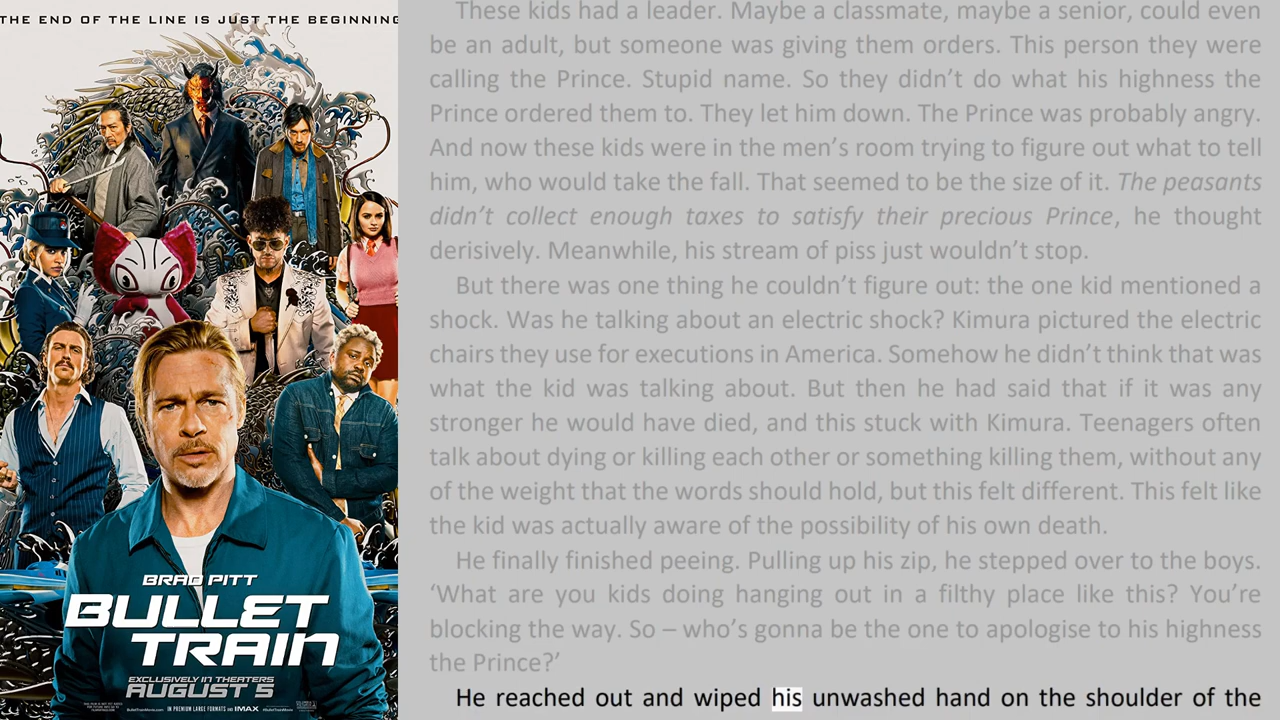 THE END OF THE LINE IS JUST THE BEGINNING
BRAD PITT
BULLET
TRAIN
EXCLUSIVELY IN THEATERS
AUGUST 5
IN PREMIUM LARGE FORMATS and IMAX
These kids had a leader. Maybe a classmate, maybe a senior, could even
be an adult, but someone was giving them orders. This person they were
calling the Prince. Stupid name. So they didn’t do what his highness the
Prince ordered them to. They let him down. The Prince was probably angry.
And now these kids were in the men’s room trying to figure out what to tell
him, who would take the fall. That seemed to be the size of it. The peasants
didn’t collect enough taxes to satisfy their precious Prince, he thought
derisively. Meanwhile, his stream of piss just wouldn’t stop.
But there was one thing he couldn’t figure out: the one kid mentioned a
shock. Was he talking about an electric shock? Kimura pictured the electric
chairs they use for executions in America. Somehow he didn’t think that was
what the kid was talking about. But then he had said that if it was any
stronger he would have died, and this stuck with Kimura. Teenagers often
talk about dying or killing each other or something killing them, without any
of the weight that the words should hold, but this felt different. This felt like
the kid was actually aware of the possibility of his own death.
He finally finished peeing. Pulling up his zip, he stepped over to the boys.
‘What are you kids doing hanging out in a filthy place like this? You’re
blocking the way. So – who’s gonna be the one to apologise to his highness
the Prince?’
He reached out and wiped his unwashed hand on the shoulder of the